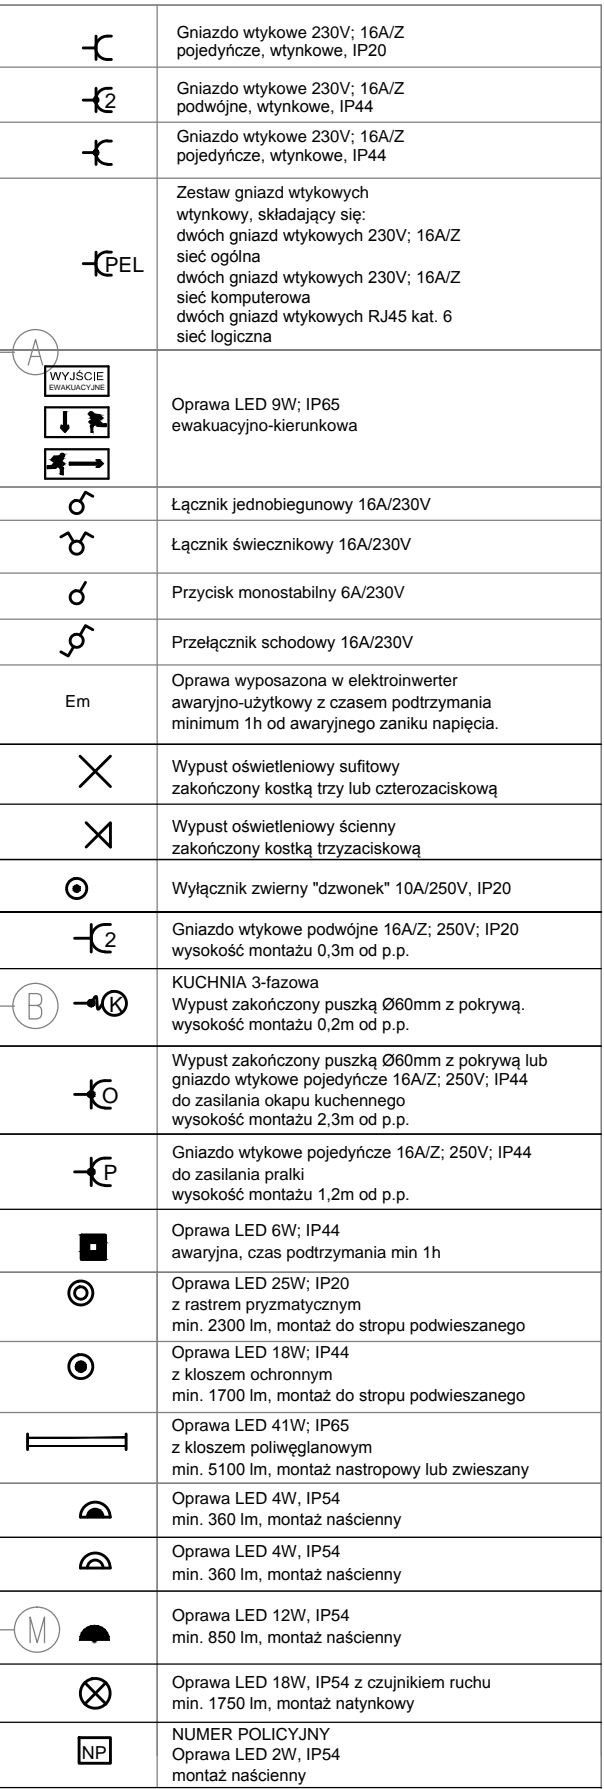 Gniazdo wtykowe 230V; 16A/Z
pojedyńcze, wtynkowe, IP20
2
Gniazdo wtykowe 230V; 16A/Z
podwójne, wtynkowe, IP44
Gniazdo wtykowe 230V; 16A/Z
pojedyńcze, wtynkowe, IP44
PEL
Zestaw gniazd wtykowych
wtynkowy, składający się:
dwóch gniazd wtykowych 230V; 16A/Z
sieć ogólna
dwóch gniazd wtykowych 230V; 16A/Z
sieć komputerowa
dwóch gniazd wtykowych RJ45 kat. 6
sieć logiczna
A
WYJŚCIE
EWAKUACYJNE
Oprawa LED 9W; IP65
ewakuacyjno-kierunkowa
Łącznik jednobiegunowy 16A/230V
Łącznik świecznikowy 16A/230V
Przycisk monostabilny 6A/230V
Przełącznik schodowy 16A/230V
Em
Oprawa wyposazona w elektroinwerter
awaryjno-użytkowy z czasem podtrzymania
minimum 1h od awaryjnego zaniku napięcia.
Wypust oświetleniowy sufitowy
zakończony kostką trzy lub czterozaciskową
Wypust oświetleniowy ścienny
zakończony kostką trzyzaciskową
Wyłącznik zwierny "dzwonek" 10A/250V, IP20
2
Gniazdo wtykowe podwójne 16A/Z; 250V; IP20
wysokość montażu 0,3m od p.p.
B
K
KUCHNIA 3-fazowa
Wypust zakończony puszką Ø60mm z pokrywą.
wysokość montażu 0,2m od p.p.
O
Wypust zakończony puszką Ø60mm z pokrywą lub
gniazdo wtykowe pojedyńcze 16A/Z; 250V; IP44
do zasilania okapu kuchennego
wysokość montażu 2,3m od p.p.
P
Gniazdo wtykowe pojedyńcze 16A/Z; 250V; IP44
do zasilania pralki
wysokość montażu 1,2m od p.p.
Oprawa LED 6W; IP44
awaryjna, czas podtrzymania min 1h
Oprawa LED 25W; IP20
z rastrem pryzmatycznym
min. 2300 lm, montaż do stropu podwieszanego
Oprawa LED 18W; IP44
z kloszem ochronnym
min. 1700 lm, montaż do stropu podwieszanego
Oprawa LED 41W; IP65
z kloszem poliwęglanowym
min. 5100 lm, montaż nastropowy lub zwieszany
Oprawa LED 4W, IP54
min. 360 lm, montaż naścienny
Oprawa LED 4W, IP54
min. 360 lm, montaż naścienny
M
Oprawa LED 12W, IP54
min. 850 lm, montaż naścienny
Oprawa LED 18W, IP54 z czujnikiem ruchu
min. 1750 lm, montaż natynkowy
NP
NUMER POLICYJNY
Oprawa LED 2W, IP54
montaż naścienny